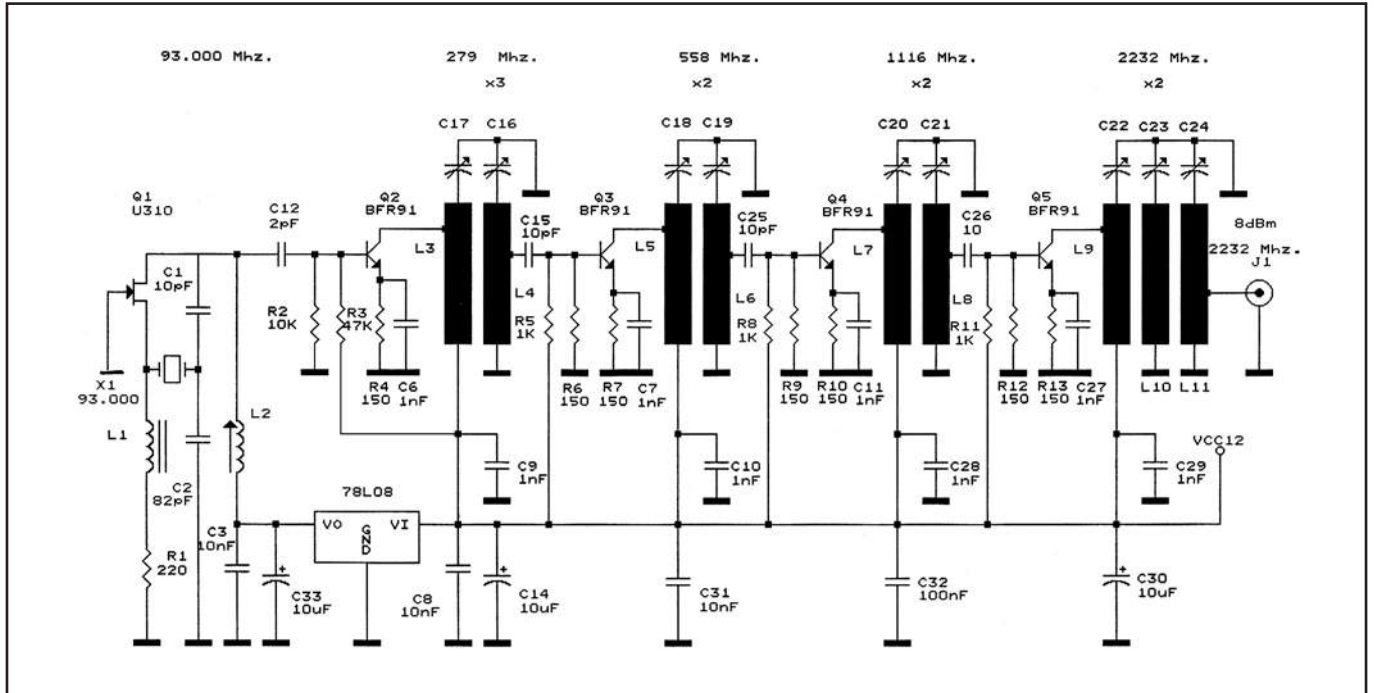 93.000 Mhz.
279 Mhz.
558 Mhz.
1116 Mhz.
2232 Mhz.
x3
x2
x2
x2
C17
C16
C18
C19
C20
C21
C22
C23
C24
Q1
U310
C12
2pF
Q2
BFR91
C15
10pF
Q3
BFR91
C25
10pF
Q4
BFR91
C26
10
Q5
BFR91
8dBm
2232 Mhz.
J1
C1
10pF
L3
L5
L7
L9
R2
10K
R3
47K
L4
R5
1K
L6
R8
1K
L8
R11
1K
X1
93.000
R4
150
C6
1nF
R6
150
R7
150
C7
1nF
R9
150
R10
150
C11
1nF
R12
150
R13
150
C27
1nF
L10
L11
L1
L2
C2
82pF
78L08
C9
1nF
C10
1nF
C28
1nF
C29
1nF
VCC12
VO
GND
VI
C3
10nF
R1
220
C33
10uF
C8
10nF
C14
10uF
C31
10nF
C32
100nF
C30
10uF